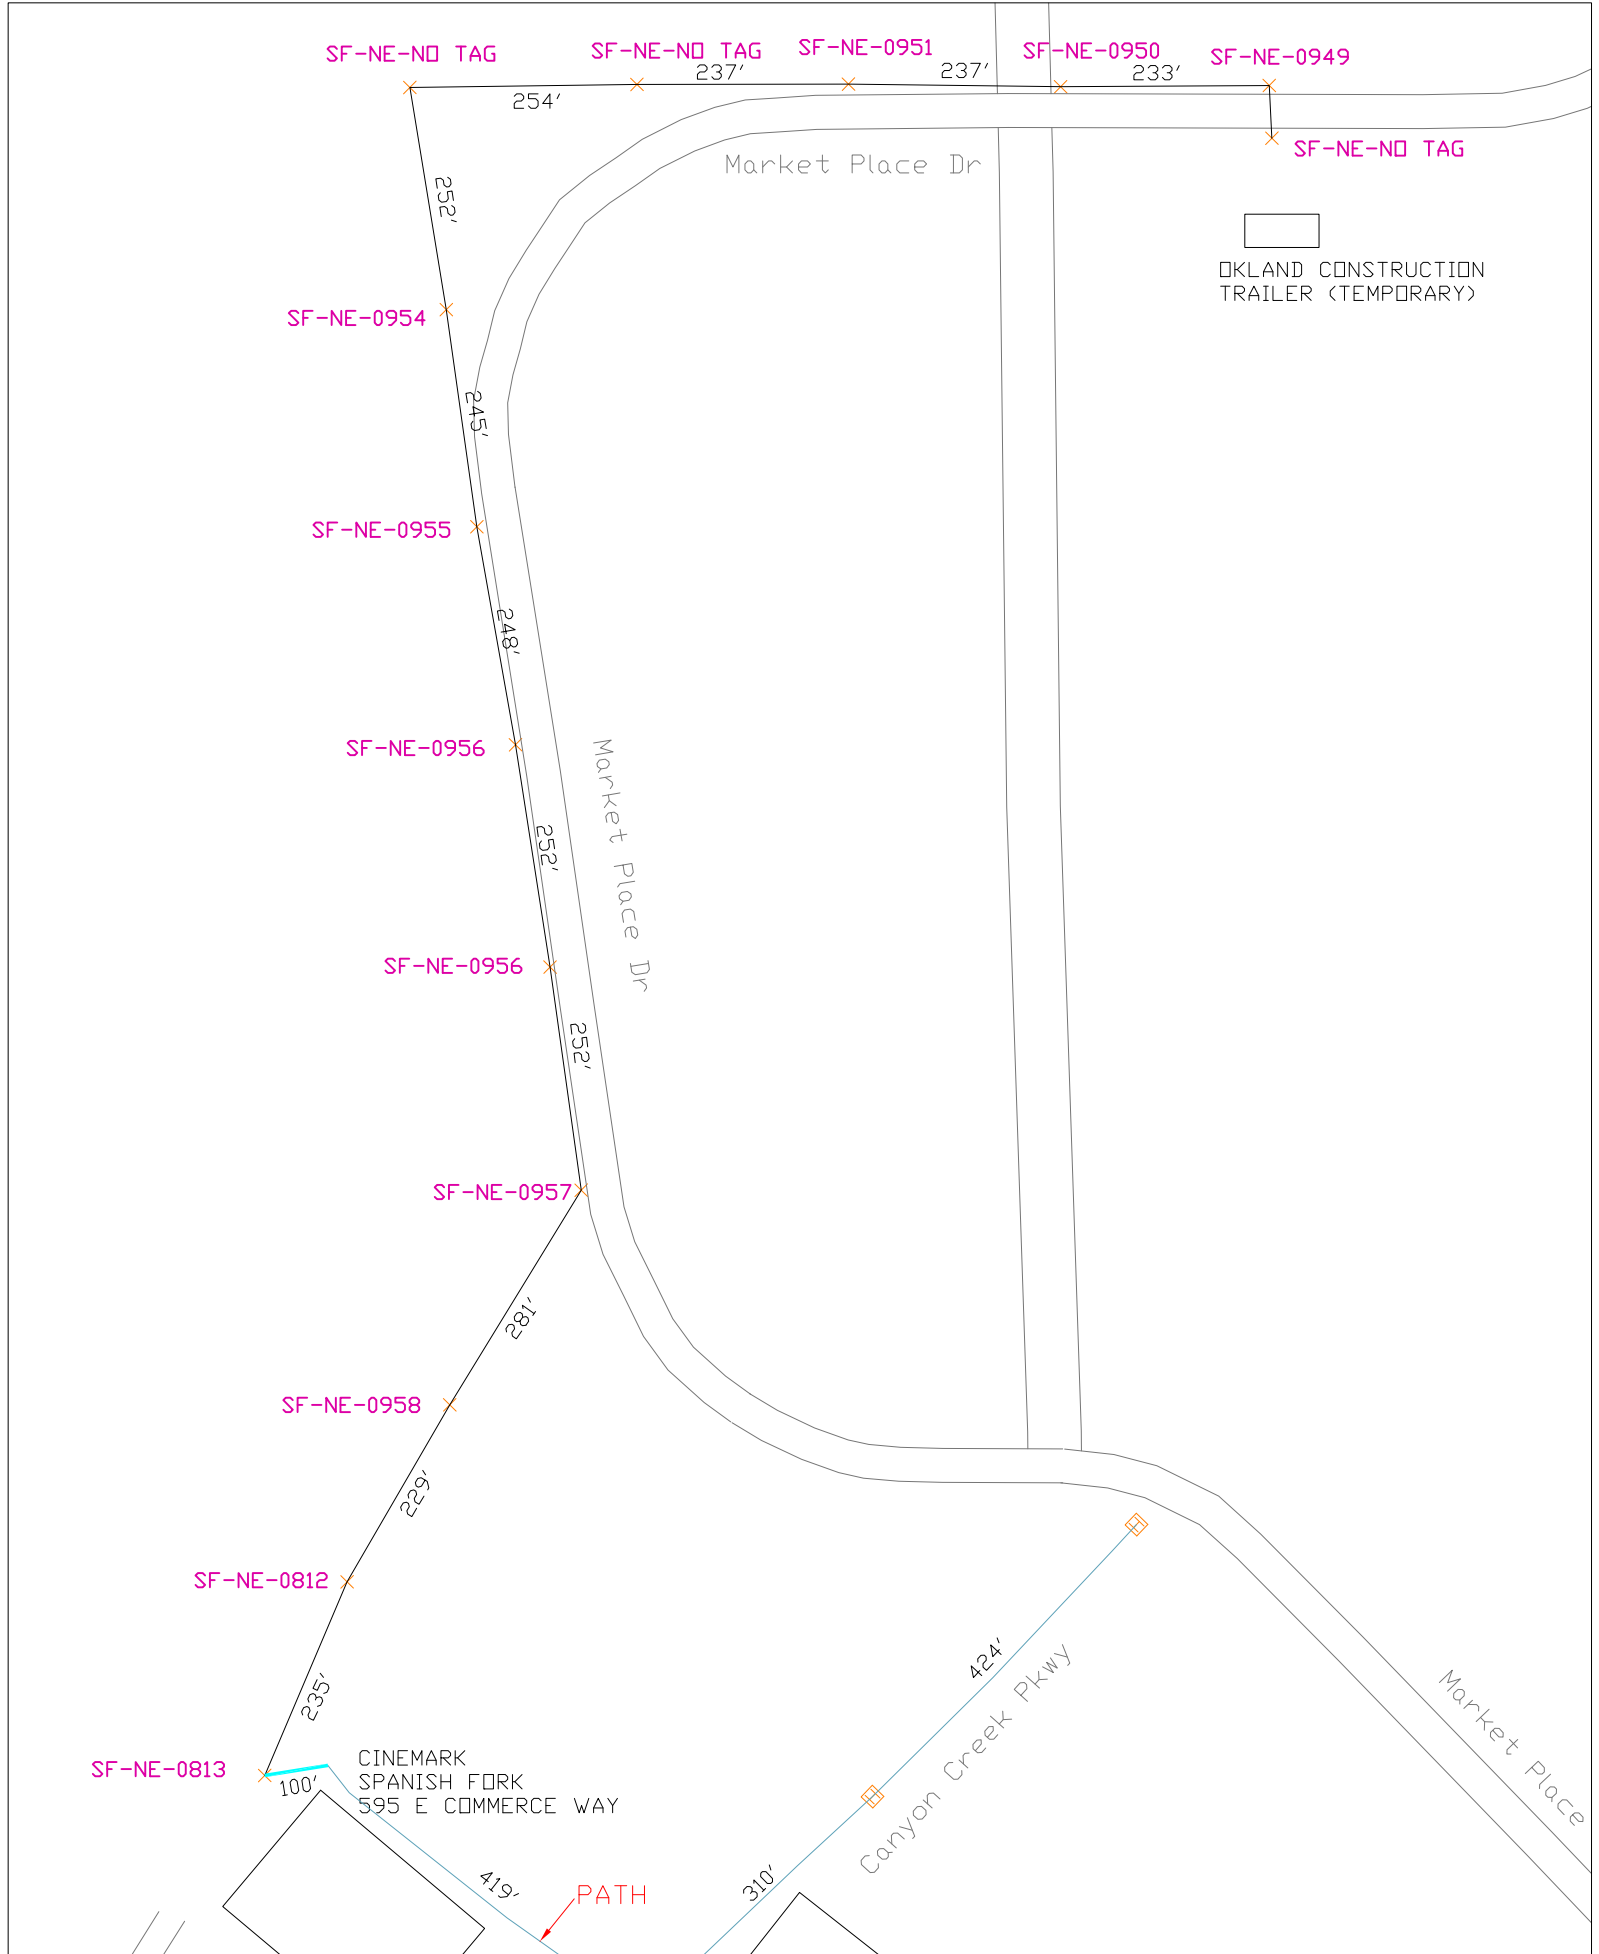 SF-NE-NO TAG
SF-NE-NO TAG
SF-NE-0951
SF-NE-0950
SF-NE-0949
237'
237'
233'
254'
SF-NE-NO TAG
Market Place Dr
252'
OKLAND CONSTRUCTION
TRAILER (TEMPORARY)
SF-NE-0954
245'
SF-NE-0955
248'
SF-NE-0956
Market Place Dr
252'
SF-NE-0956
252'
SF-NE-0957
281'
SF-NE-0958
229'
SF-NE-0812
235'
424'
Canyon Creek Pkwy
Market Place
SF-NE-0813
100'
CINEMARK
SPANISH FORK
595 E COMMERCE WAY
419'
PATH
310'